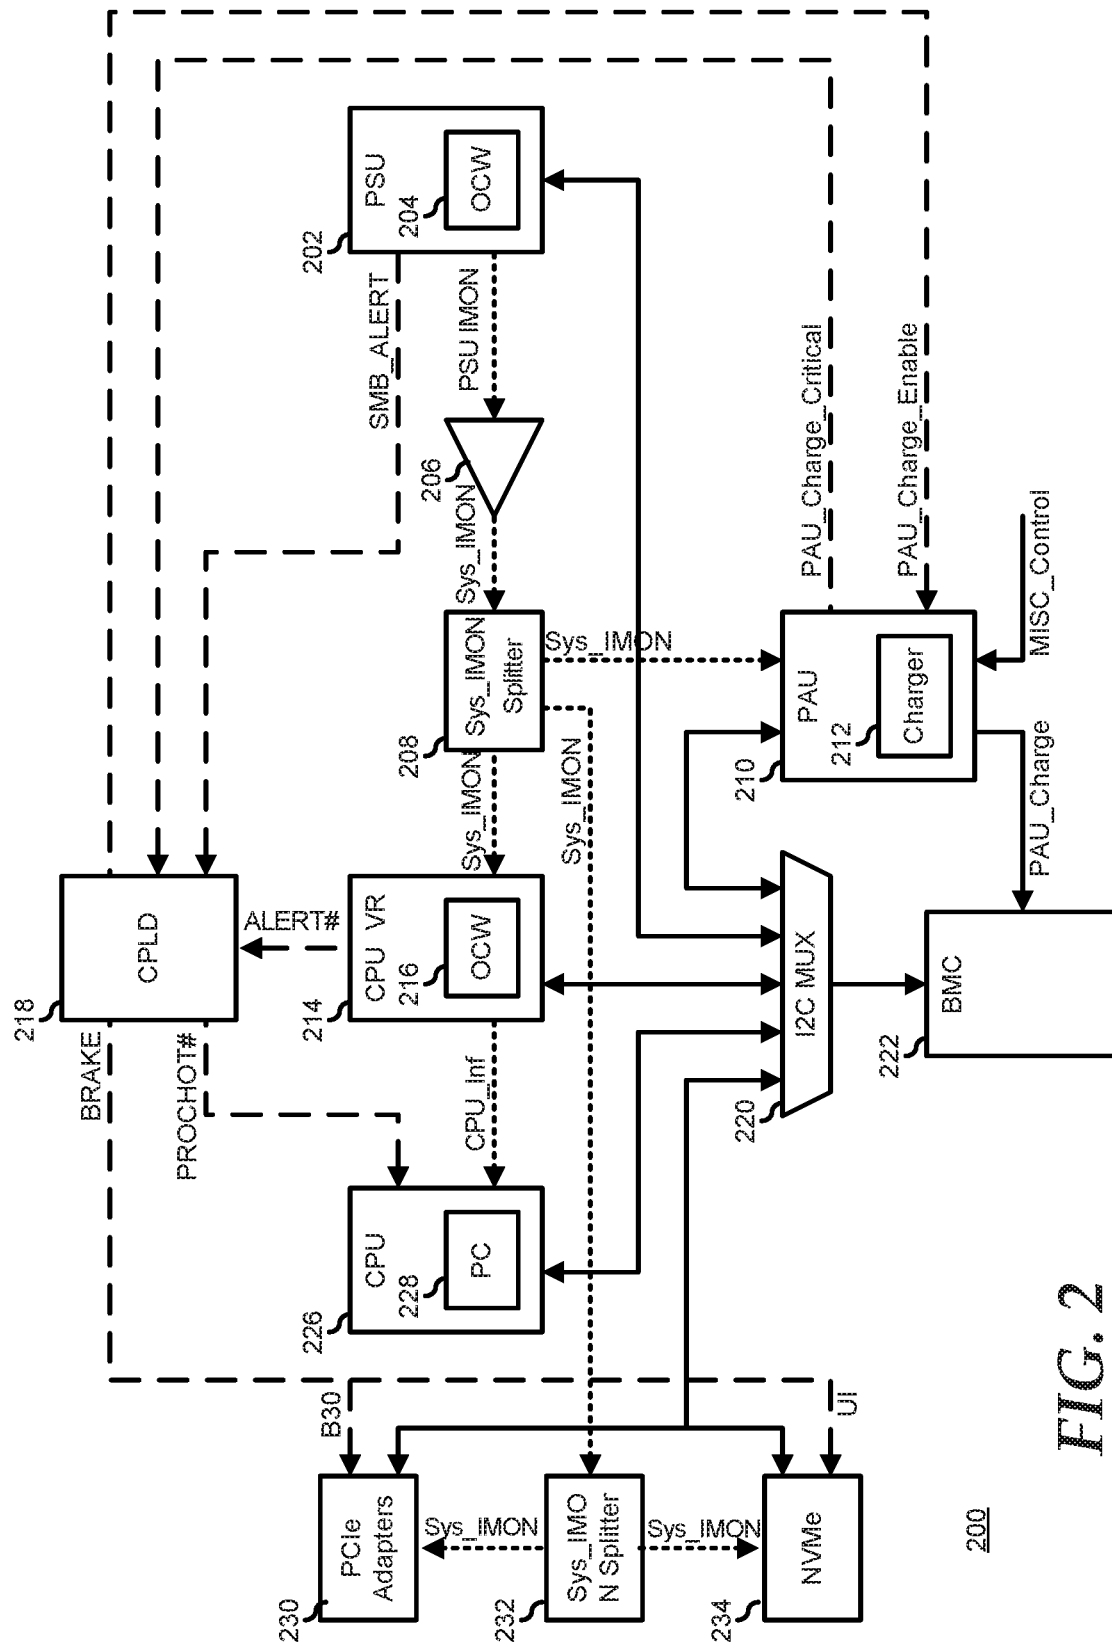 BRAKE
PROCHOT#
218
CPLD
ALERT#
SMB_ALERT
202
PSU
204
OCW
PSU IMON
206
Sys_IMON
208
Sys_IMON
Splitter
Sys_IMON
Sys_IMON
Sys_IMON
214
CPU VR
216
OCW
CPU_Inf
226
CPU
228
PC
B30
230
PCIe
Adapters
Sys_IMON
232
Sys_IMO
N Splitter
Sys_IMON
234
NVMe
UI
220
I2C MUX
210
PAU
212
Charger
PAU_Charge_Critical
PAU_Charge_Enable
MISC_Control
PAU_Charge
222
BMC
200
FIG. 2